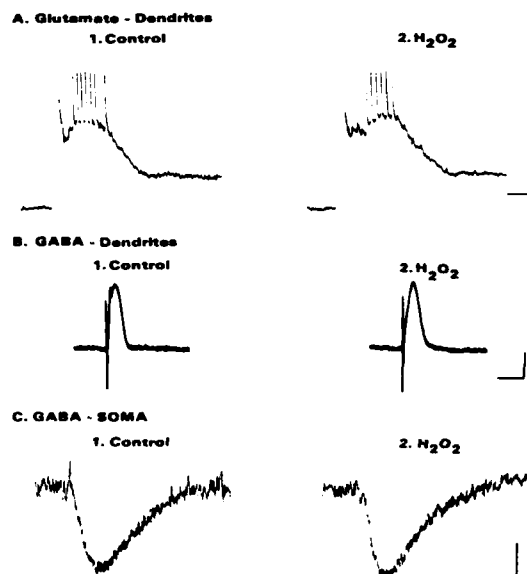 A. Glutamate - Dendrites
1. Control 2. H₂O₂
B. GABA - Dendrites
1. Control 2. H₂O₂
C. GABA - SOMA
1. Control 2. H₂O₂